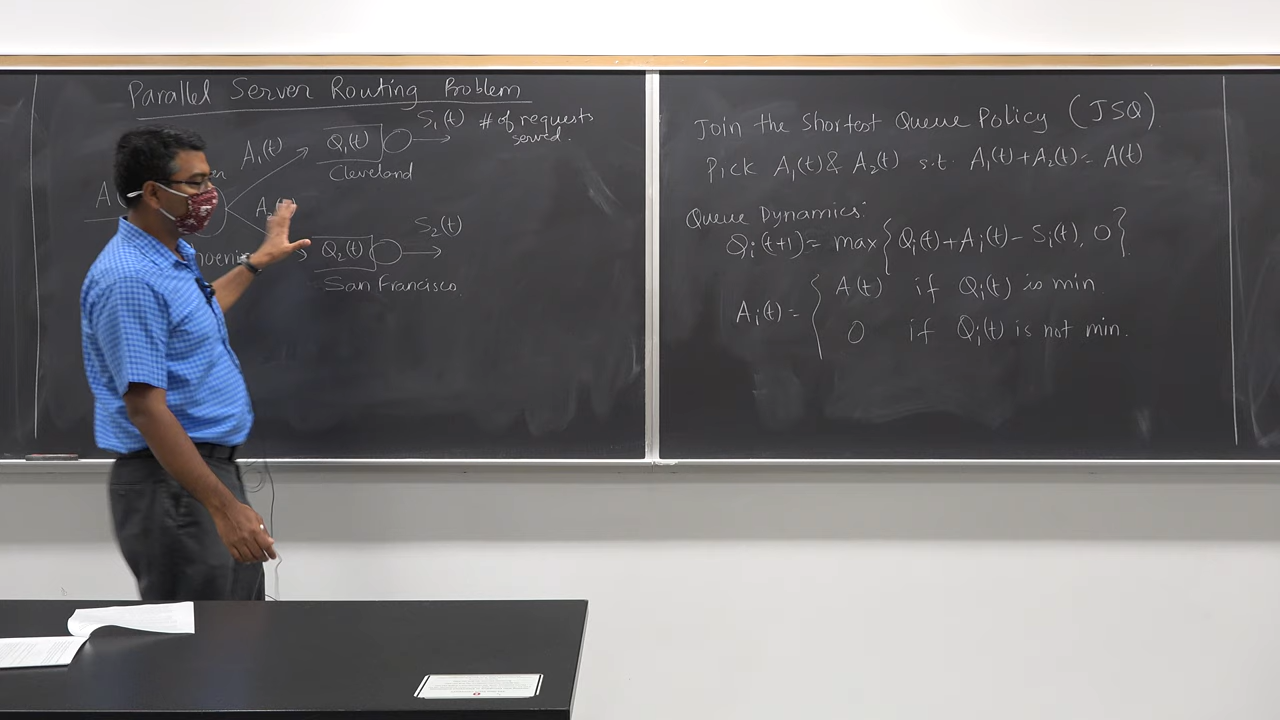 Parallel Server Routing Problem
A₁(t)
Q₁(t)
S₁(t) # of requests
served.
Cleveland
A
Q₂(t)
S₂(t)
San Francisco.
Join the Shortest Queue Policy (JSQ)
Pick A₁(t) & A₂(t) s.t. A₁(t) + A₂(t) = A(t)
Queue Dynamics:
Qᵢ(t+1) = max { Qᵢ(t) + Aᵢ(t) - Sᵢ(t), 0 }
Aᵢ(t) = { A(t) if Qᵢ(t) is min
0 if Qᵢ(t) is not min.